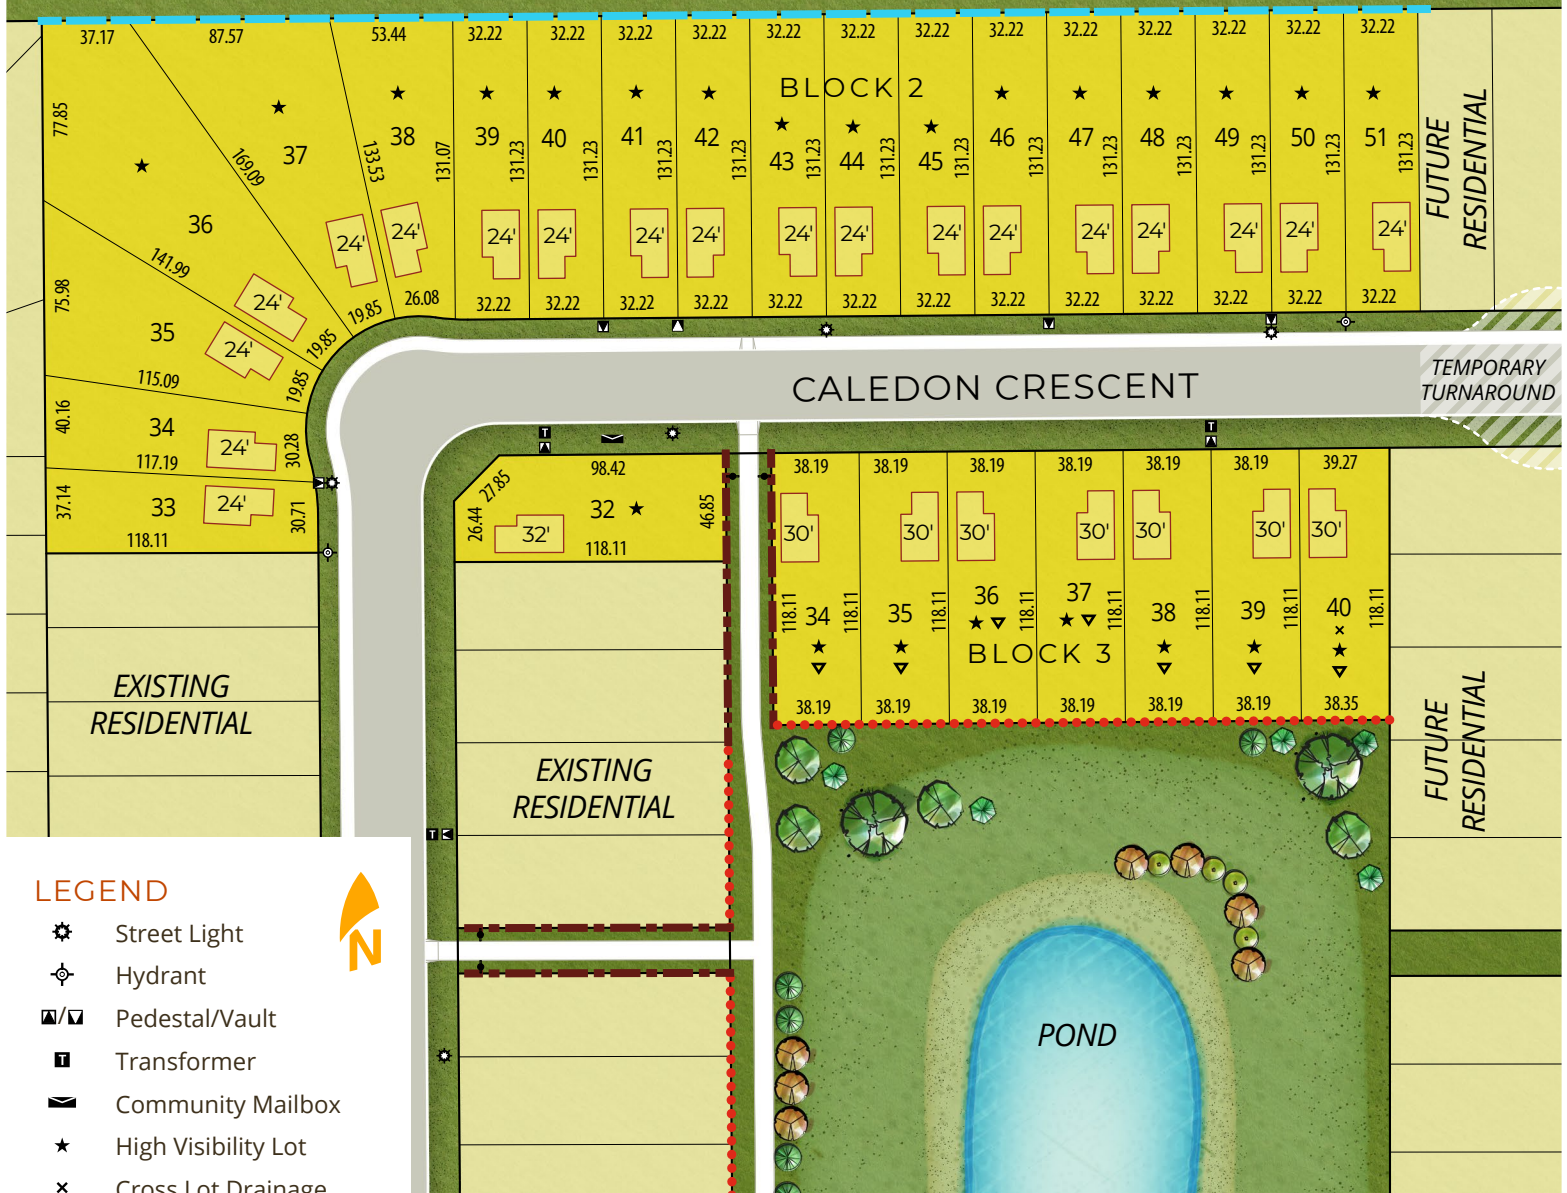 37.17 87.57 53.44 32.22 32.22 32.22 32.22 32.22 32.22 32.22 32.22 32.22 32.22 32.22 32.22 32.22
BLOCK 2
77.85
36
37
169.09
133.53
38
131.07
39
131.23
40
131.23
41
131.23
42
131.23
43
131.23
44
131.23
45
131.23
46
131.23
47
131.23
48
131.23
49
131.23
50
131.23
51
131.23
FUTURE
RESIDENTIAL
24' 24' 24' 24' 24' 24' 24' 24' 24' 24' 24' 24' 24' 24' 24'
141.99
75.98
24'
19.85
26.08
32.22 32.22 32.22 32.22 32.22 32.22 32.22 32.22 32.22 32.22 32.22 32.22 32.22
35
24'
19.85
115.09
19.85
40.16
34
24'
30.28
117.19
37.14
33
24'
30.71
118.11
CALEDON CRESCENT
TEMPORARY
TURNAROUND
T
T
27.85
98.42
26.44
32
46.85
32'
118.11
38.19 38.19 38.19 38.19 38.19 38.19 39.27
30' 30' 30' 30' 30' 30' 30'
118.11
34
118.11
35
118.11
36
118.11
37
118.11
38
118.11
39
118.11
40
118.11
BLOCK 3
38.19 38.19 38.19 38.19 38.19 38.19 38.35
EXISTING
RESIDENTIAL
EXISTING
RESIDENTIAL
FUTURE
RESIDENTIAL
T
POND
LEGEND
N
Street Light
Hydrant
/ Pedestal/Vault
T Transformer
Community Mailbox
High Visibility Lot
Cross Lot Drainage